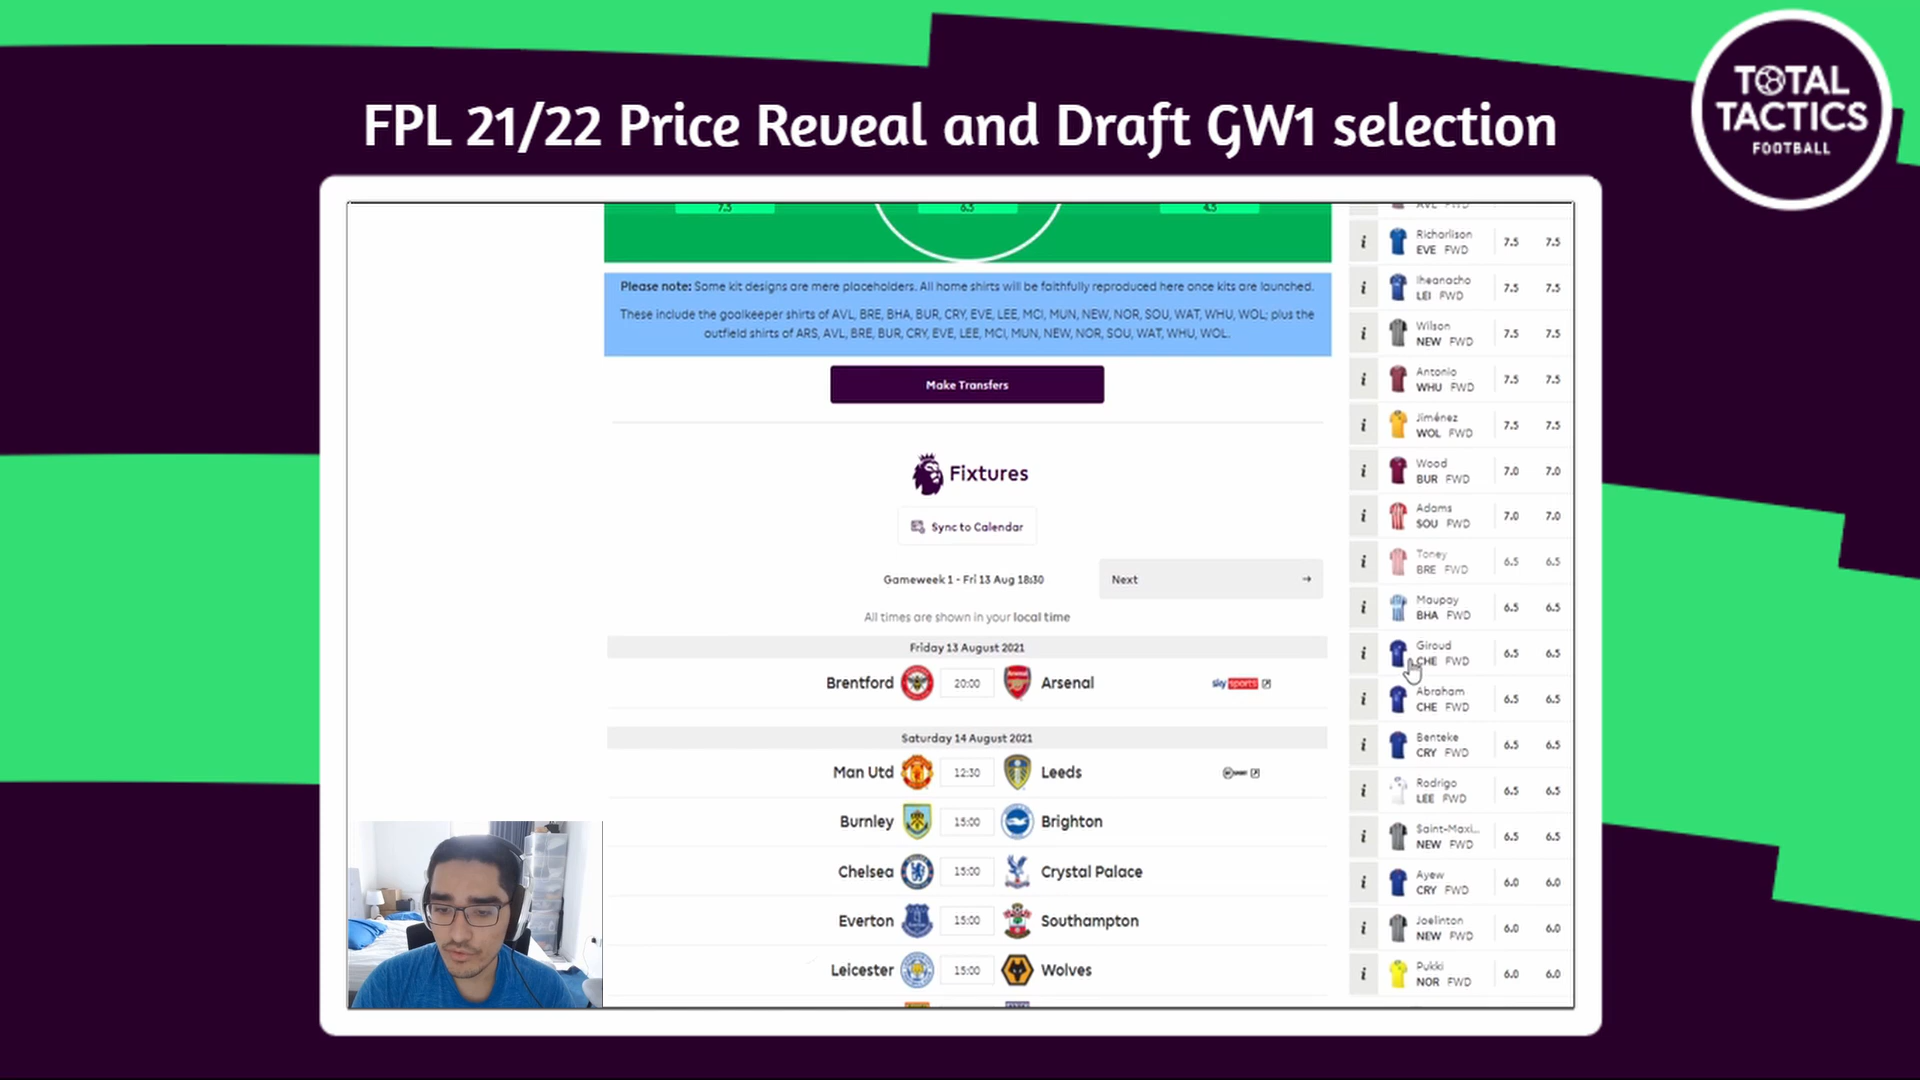 FPL 21/22 Price Reveal and Draft GW1 selection
TOTAL
TACTICS
FOOTBALL
7.5
6.5
4.5
Please note: Some kit designs are mere placeholders. All home shirts will be faithfully reproduced here once kits are launched.
These include the goalkeeper shirts of AVL, BRE, BHA, BUR, CRY, EVE, LEE, MCI, MUN, NEW, NOR, SOU, WAT, WHU, WOL; plus the
outfield shirts of ARS, AVL, BRE, BUR, CRY, EVE, LEE, MCI, MUN, NEW, NOR, SOU, WAT, WHU, WOL.
Make Transfers
Fixtures
Sync to Calendar
Gameweek 1 - Fri 13 Aug 18:30
Next →
All times are shown in your local time
Friday 13 August 2021
Brentford 20:00 Arsenal
sky sports
Saturday 14 August 2021
Man Utd 12:30 Leeds
Burnley 15:00 Brighton
Chelsea 15:00 Crystal Palace
Everton 15:00 Southampton
Leicester 15:00 Wolves
AVL FWD
i Richarlison 7.5 7.5
EVE FWD
i Iheanacho 7.5 7.5
LEI FWD
i Wilson 7.5 7.5
NEW FWD
i Antonio 7.5 7.5
WHU FWD
i Jiménez 7.5 7.5
WOL FWD
i Wood 7.0 7.0
BUR FWD
i Adams 7.0 7.0
SOU FWD
i Toney 6.5 6.5
BRE FWD
i Maupay 6.5 6.5
BHA FWD
i Giroud 6.5 6.5
CHE FWD
i Abraham 6.5 6.5
CHE FWD
i Benteke 6.5 6.5
CRY FWD
i Rodrigo 6.5 6.5
LEE FWD
i Saint-Maxi... 6.5 6.5
NEW FWD
i Ayew 6.0 6.0
CRY FWD
i Joelinton 6.0 6.0
NEW FWD
i Pukki 6.0 6.0
NOR FWD